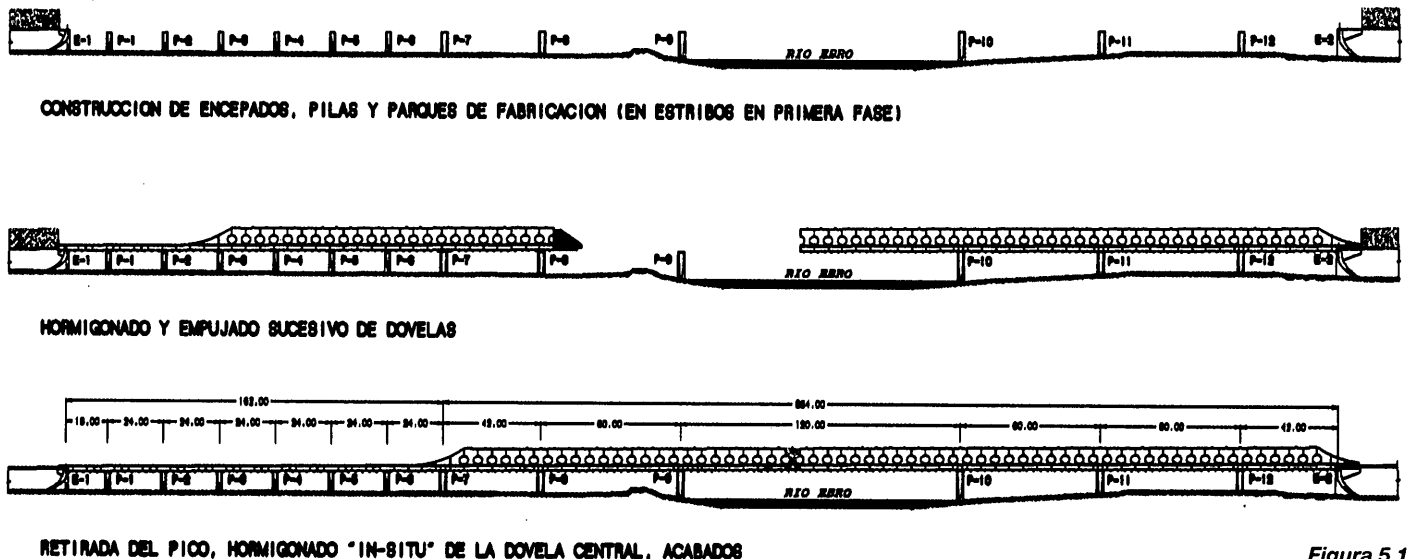 E-1 P-1 P-2 P-3 P-4 P-5 P-6 P-7 P-8 P-9 RIO EBRO P-10 P-11 P-12 E-2
CONSTRUCCION DE ENCEPADOS, PILAS Y PARQUES DE FABRICACION (EN ESTRIBOS EN PRIMERA FASE)
E-1 P-1 P-2 P-3 P-4 P-5 P-6 P-7 P-8 P-9 RIO EBRO P-10 P-11 P-12 E-2
HORMIGONADO Y EMPUJADO SUCESIVO DE DOVELAS
162.00 384.00
18.00 24.00 24.00 24.00 24.00 24.00 24.00 42.00 60.00 120.00 60.00 60.00 42.00
E-1 P-1 P-2 P-3 P-4 P-5 P-6 P-7 P-8 P-9 RIO EBRO P-10 P-11 P-12 E-2
RETIRADA DEL PICO, HORMIGONADO "IN-SITU" DE LA DOVELA CENTRAL, ACABADOS
Figura 5.1